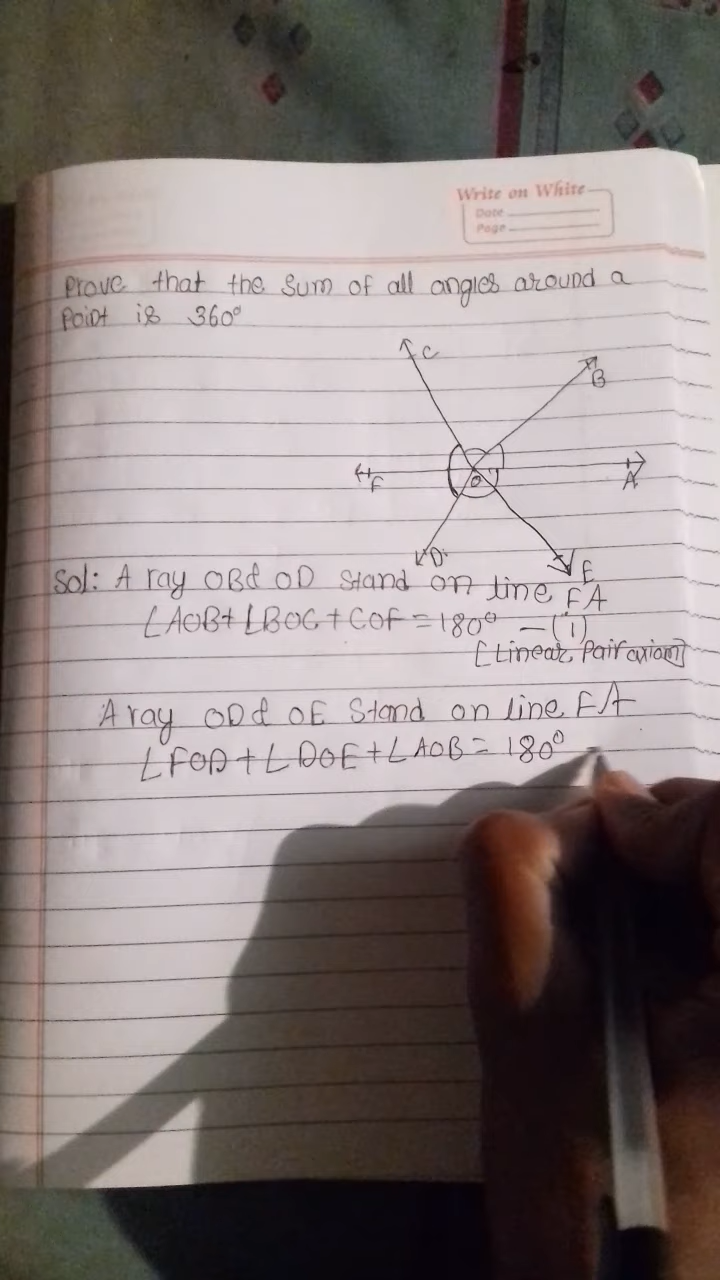 Write on White
Date
Page
Prove that the sum of all angles around a
Point is 360°
C
B
F
O
A
D
E
Sol: A ray OB & OD stand on line FA
∠AOB+∠BOC+COF=180° —(i)
[Linear Pair axiom]
A ray OD & OE Stand on line FA
∠FOD+∠DOE+∠AOB=180°